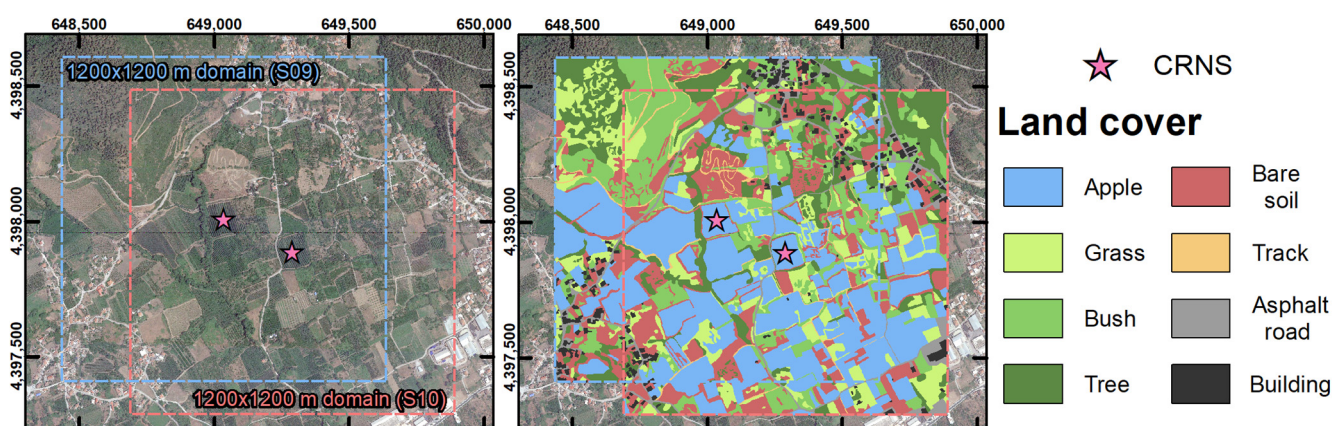 648,500 649,000 649,500 650,000
648,500 649,000 649,500 650,000
4,398,500
4,398,000
4,397,500
1200x1200 m domain (S09)
1200x1200 m domain (S10)
4,398,500
4,398,000
4,397,500
CRNS
Land cover
Apple
Bare
soil
Grass
Track
Bush
Asphalt
road
Tree
Building